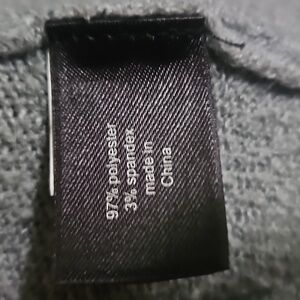 97% polyester
3% spandex
made in
China